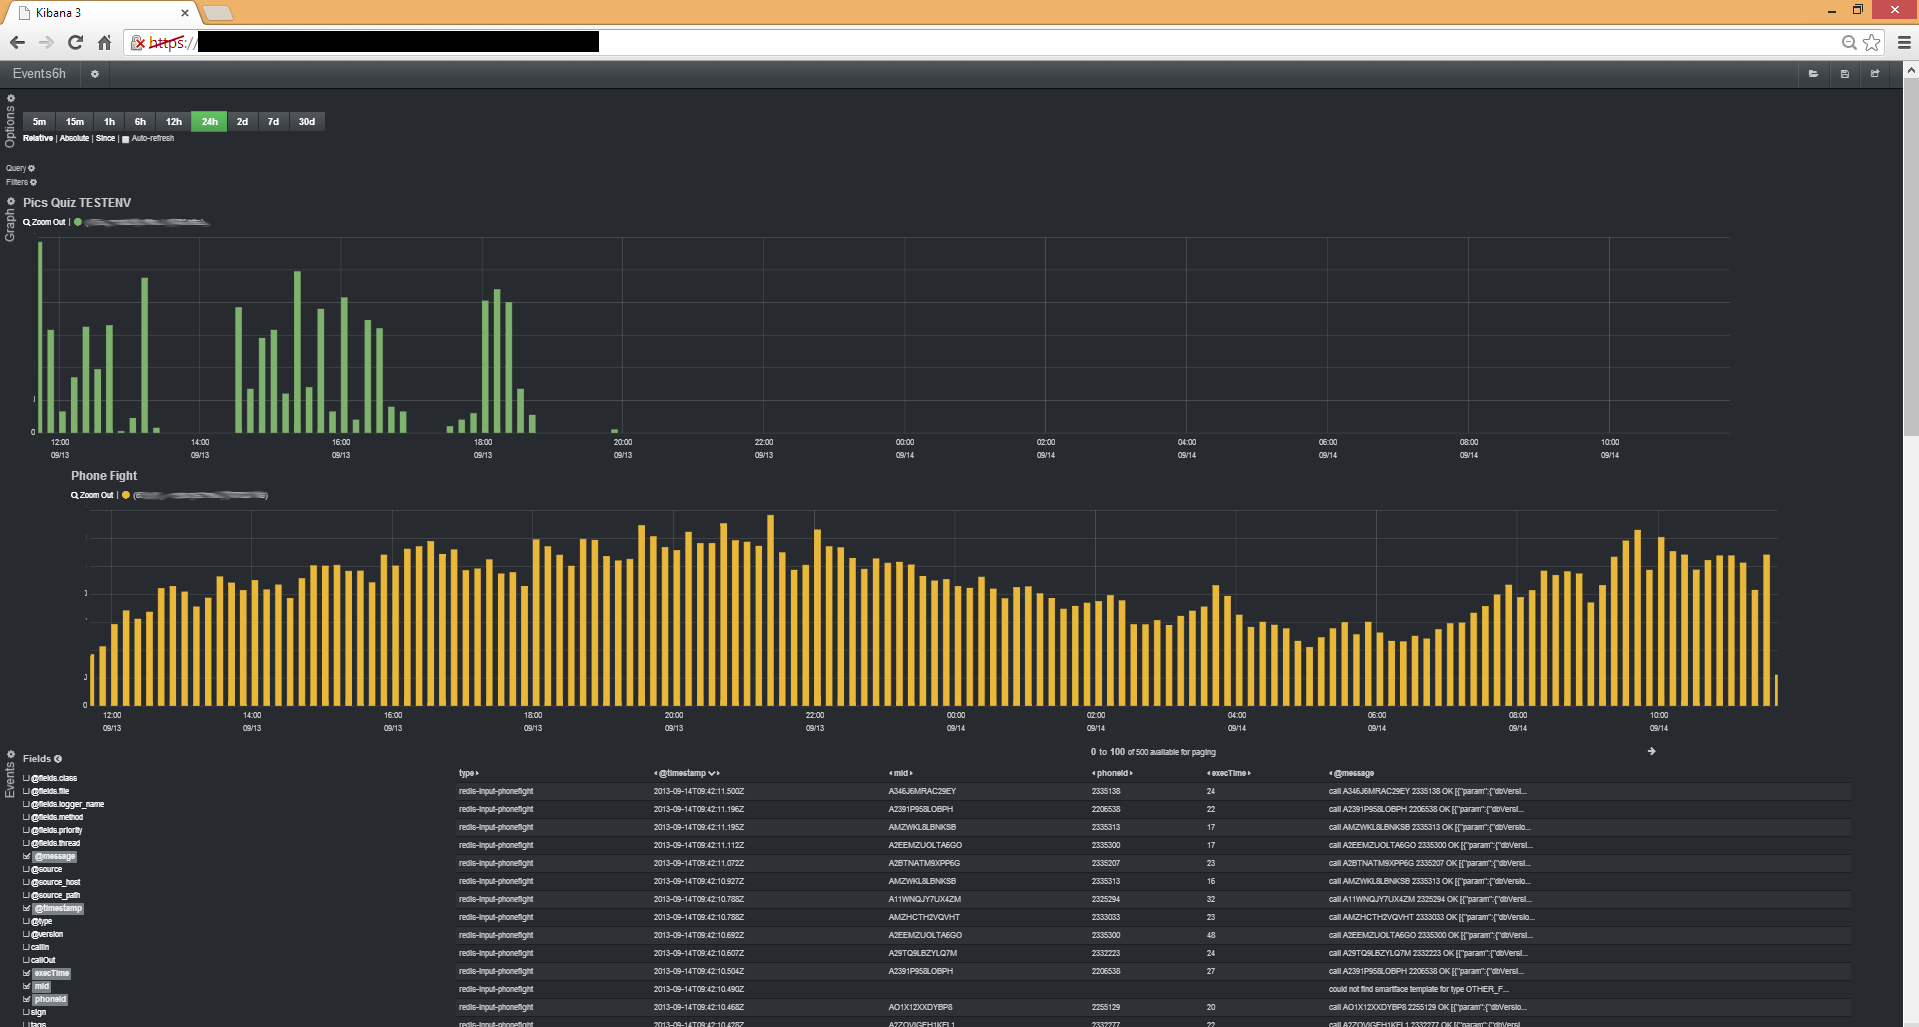 Kibana 3
https://
Events6h
Options
5m 15m 1h 6h 12h 24h 2d 7d 30d
Relative | Absolute | Since | Auto-refresh
Query
Filters
Graph
Pics Quiz TESTENV
Zoom Out |
0
12:00 14:00 16:00 18:00 20:00 22:00 00:00 02:00 04:00 06:00 08:00 10:00
09/13 09/13 09/13 09/13 09/13 09/13 09/14 09/14 09/14 09/14 09/14 09/14
Phone Fight
Zoom Out |
0
12:00 14:00 16:00 18:00 20:00 22:00 00:00 02:00 04:00 06:00 08:00 10:00
09/13 09/13 09/13 09/13 09/13 09/13 09/14 09/14 09/14 09/14 09/14 09/14
Events
Fields
@fields.class
@fields.file
@fields.logger_name
@fields.method
@fields.priority
@fields.thread
@message
@source
@source_host
@source_path
@timestamp
@type
@version
callIn
callOut
execTime
mid
phoneId
sign
tags
0 to 100 of 500 available for paging
type @timestamp mid phoneId execTime @message
redis-input-phonefight 2013-09-14T09:42:11.500Z A346J6MRAC29EY 2335138 24 call A346J6MRAC29EY 2335138 OK [{"param":{"dbVersi...
redis-input-phonefight 2013-09-14T09:42:11.196Z A2391P958LOBPH 2206538 22 call A2391P958LOBPH 2206538 OK [{"param":{"dbVersi...
redis-input-phonefight 2013-09-14T09:42:11.195Z AMZWKL8LBNKSB 2335313 17 call AMZWKL8LBNKSB 2335313 OK [{"param":{"dbVersio...
redis-input-phonefight 2013-09-14T09:42:11.112Z A2EEMZUOLTA6GO 2335300 17 call A2EEMZUOLTA6GO 2335300 OK [{"param":{"dbVersi...
redis-input-phonefight 2013-09-14T09:42:11.072Z A2BTNATM9XPP6G 2335207 23 call A2BTNATM9XPP6G 2335207 OK [{"param":{"dbVersi...
redis-input-phonefight 2013-09-14T09:42:10.927Z AMZWKL8LBNKSB 2335313 16 call AMZWKL8LBNKSB 2335313 OK [{"param":{"dbVersio...
redis-input-phonefight 2013-09-14T09:42:10.788Z A11WNQJY7UX4ZM 2325294 32 call A11WNQJY7UX4ZM 2325294 OK [{"param":{"dbVersi...
redis-input-phonefight 2013-09-14T09:42:10.788Z AMZHCTH2VQVHT 2333033 23 call AMZHCTH2VQVHT 2333033 OK [{"param":{"dbVersio...
redis-input-phonefight 2013-09-14T09:42:10.692Z A2EEMZUOLTA6GO 2335300 48 call A2EEMZUOLTA6GO 2335300 OK [{"param":{"dbVersi...
redis-input-phonefight 2013-09-14T09:42:10.607Z A29TQ9LBZYLQ7M 2332223 24 call A29TQ9LBZYLQ7M 2332223 OK [{"param":{"dbVersi...
redis-input-phonefight 2013-09-14T09:42:10.504Z A2391P958LOBPH 2206538 27 call A2391P958LOBPH 2206538 OK [{"param":{"dbVersi...
redis-input-phonefight 2013-09-14T09:42:10.490Z could not find smartface template for type OTHER_F...
redis-input-phonefight 2013-09-14T09:42:10.468Z AO1X12XXDYBP8 2255129 20 call AO1X12XXDYBP8 2255129 OK [{"param":{"dbVersio...
redis-input-phonefight 2013-09-14T09:42:10.428Z A2ZOVIGEH1KFL1 2332277 22 call A2ZOVIGEH1KFL1 2332277 OK [{"param":{"dbVersi...